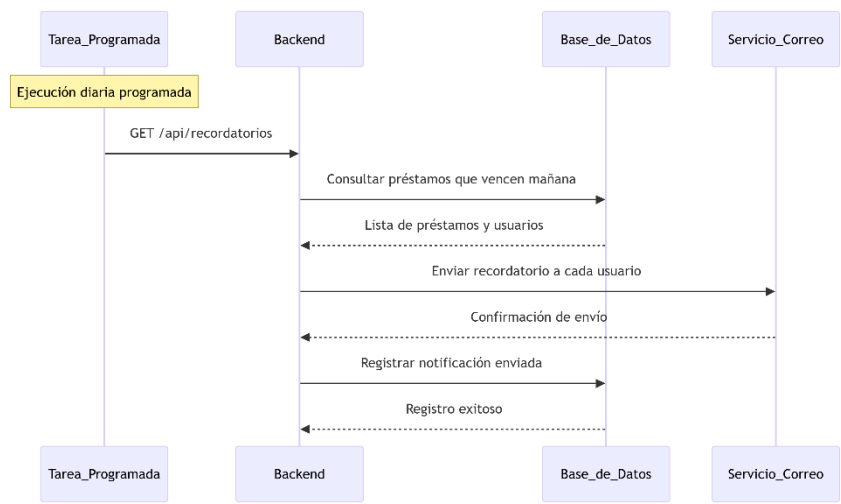 Tarea_Programada
Backend
Base_de_Datos
Servicio_Correo
Ejecución diaria programada
GET /api/recordatorios
Consultar préstamos que vencen mañana
Lista de préstamos y usuarios
Enviar recordatorio a cada usuario
Confirmación de envío
Registrar notificación enviada
Registro exitoso
Tarea_Programada
Backend
Base_de_Datos
Servicio_Correo